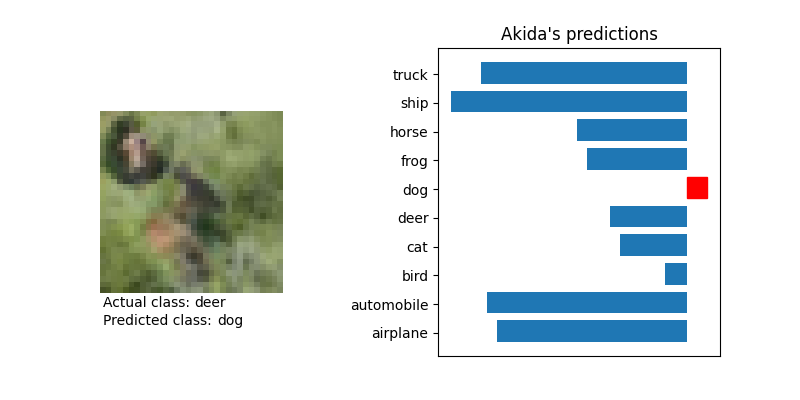 Akida's predictions
truck
ship
horse
frog
dog
deer
cat
bird
automobile
airplane
Actual class: deer
Predicted class: dog